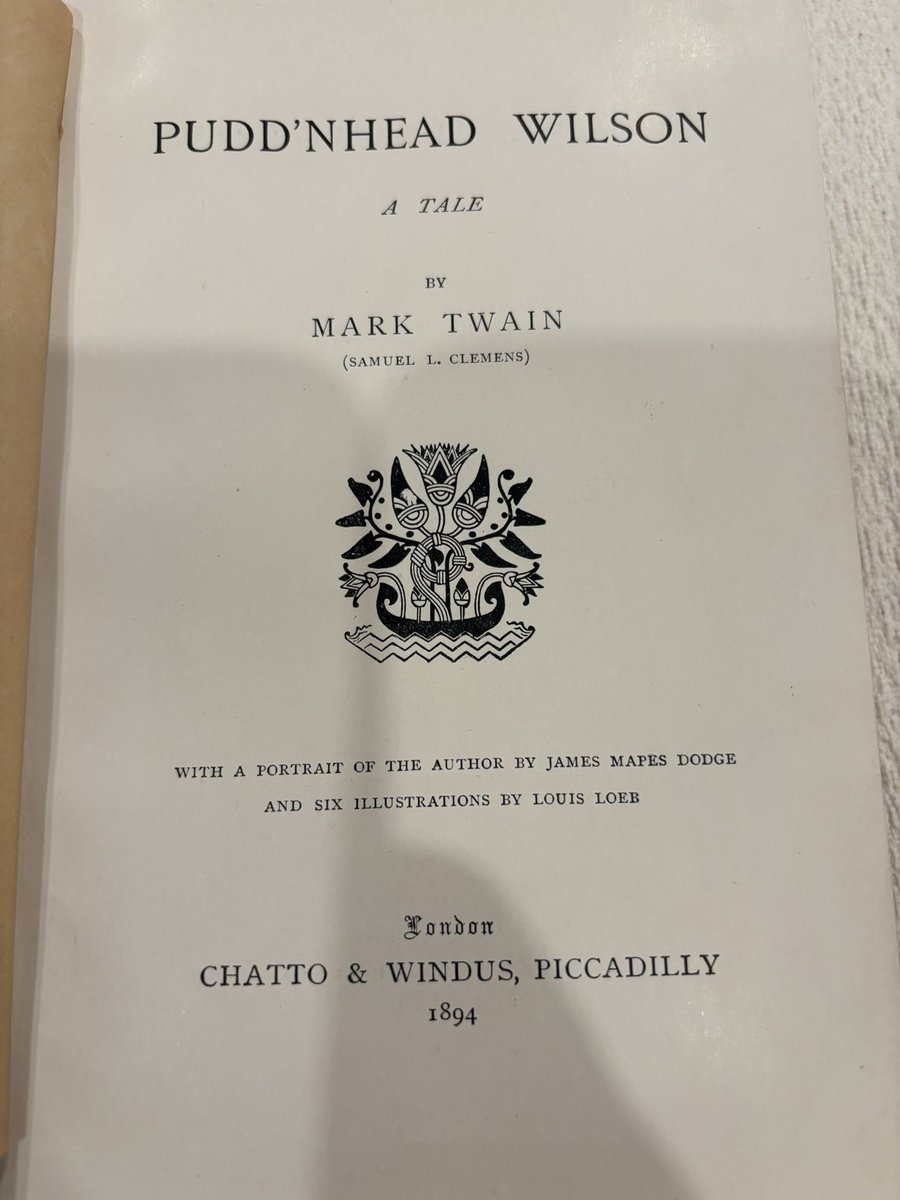 PUDD'NHEAD WILSON
A TALE
BY
MARK TWAIN
(SAMUEL L. CLEMENS)
WITH A PORTRAIT OF THE AUTHOR BY JAMES MAPES DODGE
AND SIX ILLUSTRATIONS BY LOUIS LOEB
London
CHATTO & WINDUS, PICCADILLY
1894